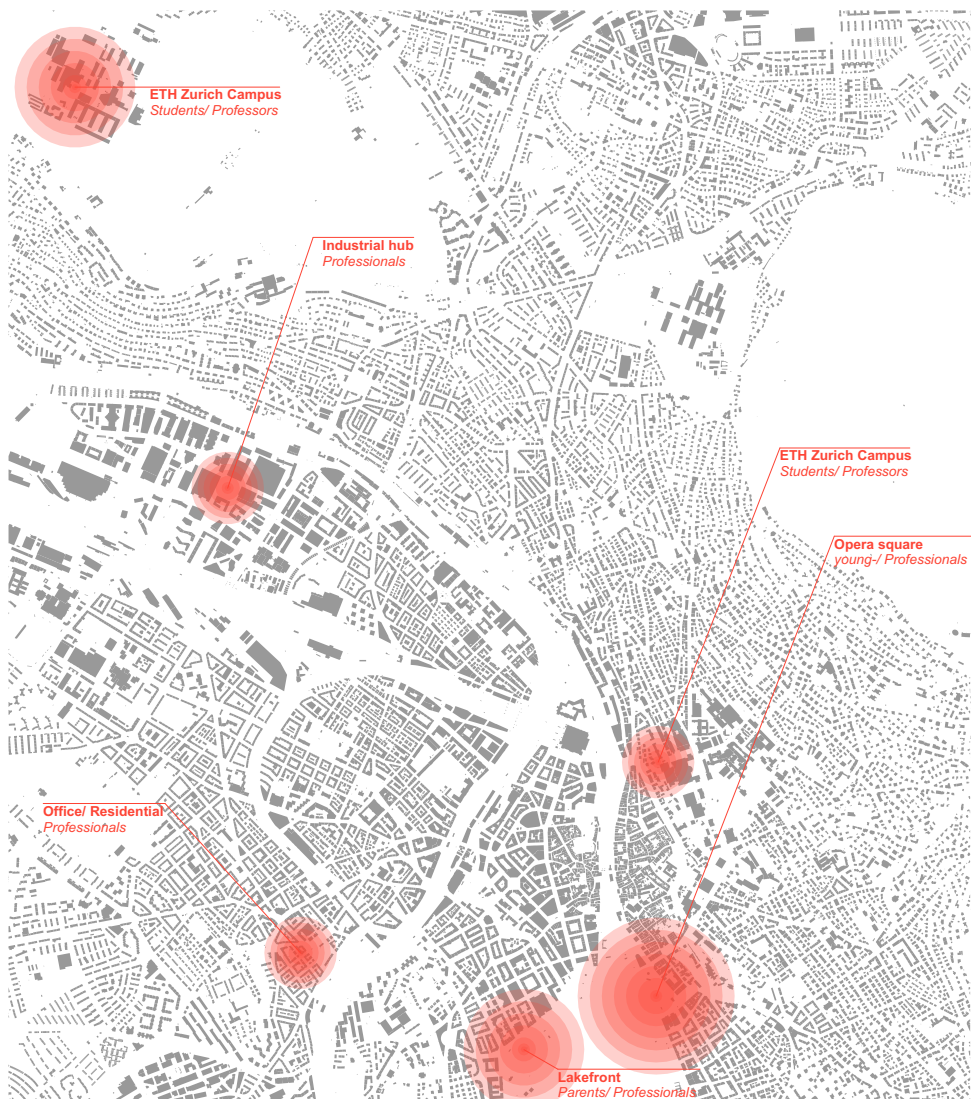 ETH Zurich Campus
Students/ Professors
Industrial hub
Professionals
ETH Zurich Campus
Students/ Professors
Opera square
young-/ Professionals
Office/ Residential
Professionals
Lakefront
Parents/ Professionals